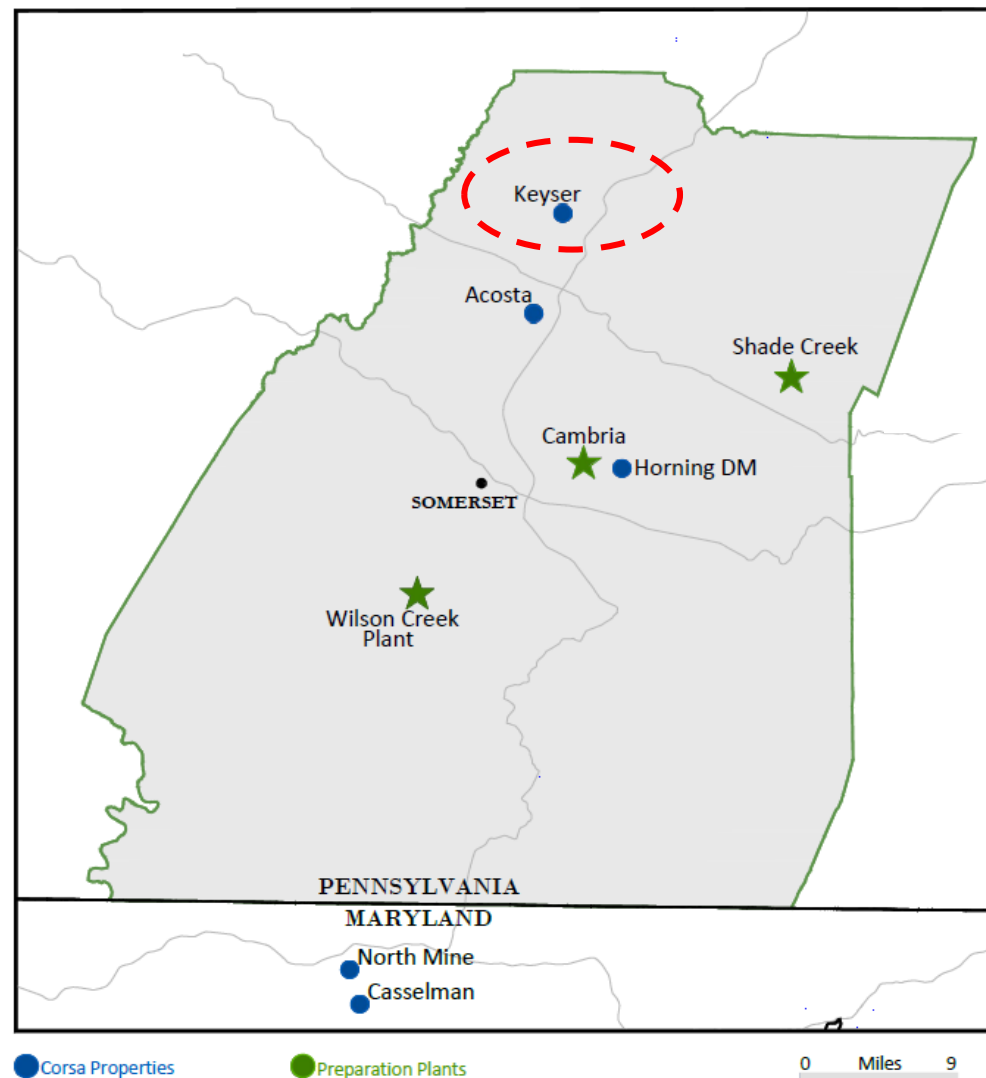 Keyser
Acosta
Shade Creek
Cambria
Horning DM
SOMERSET
Wilson Creek
Plant
PENNSYLVANIA
MARYLAND
North Mine
Casselman
Corsa Properties
Preparation Plants
0 Miles 9